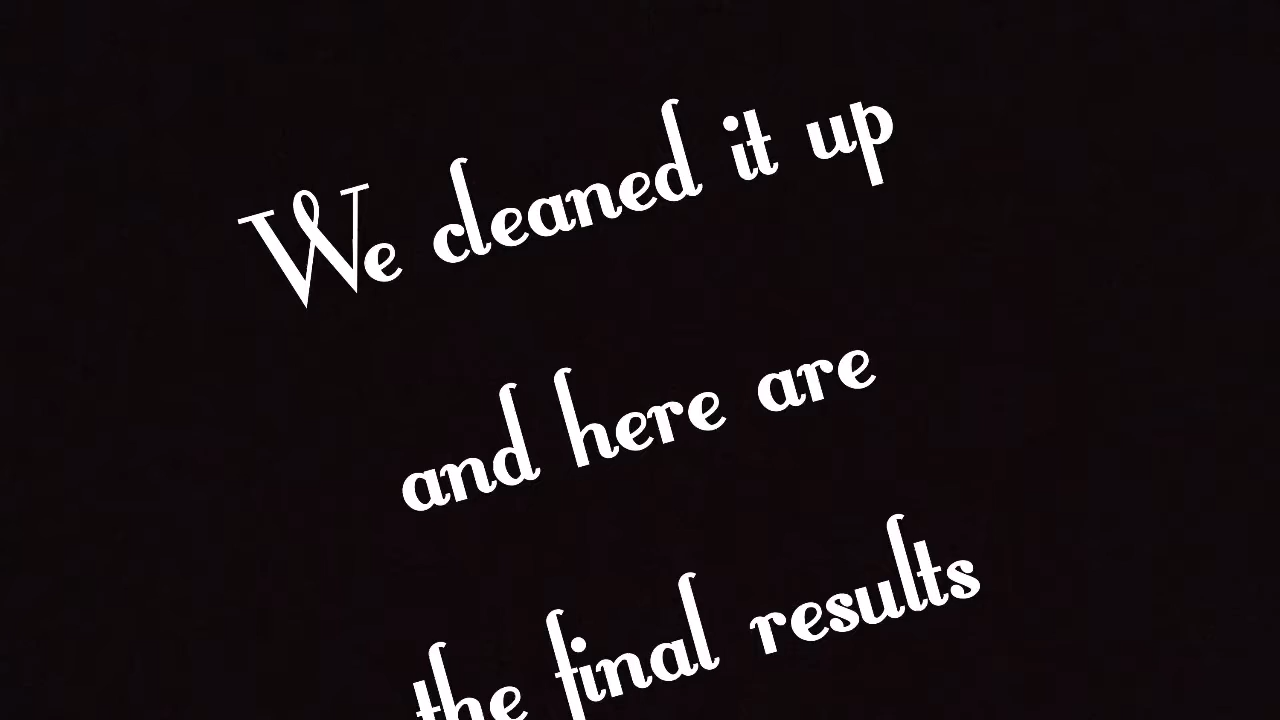 We cleaned it up
and here are
the final results